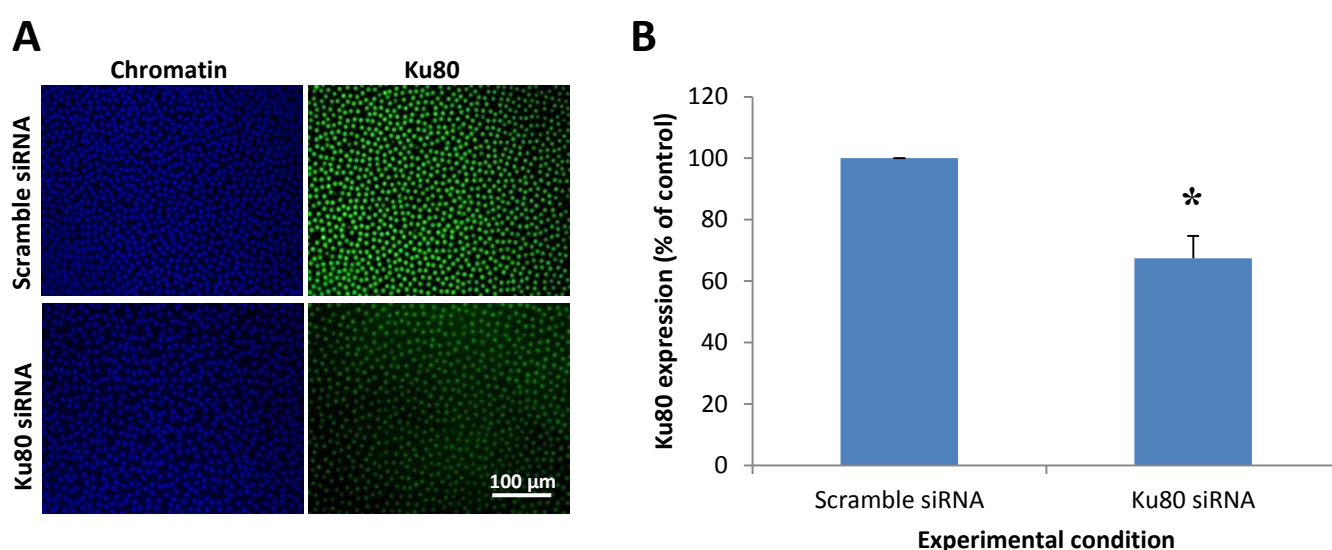 A
Chromatin
Ku80
Scramble siRNA
Ku80 siRNA
100 µm
B
Ku80 expression (% of control)
120
100
80
60
40
20
0
*
Scramble siRNA
Ku80 siRNA
Experimental condition